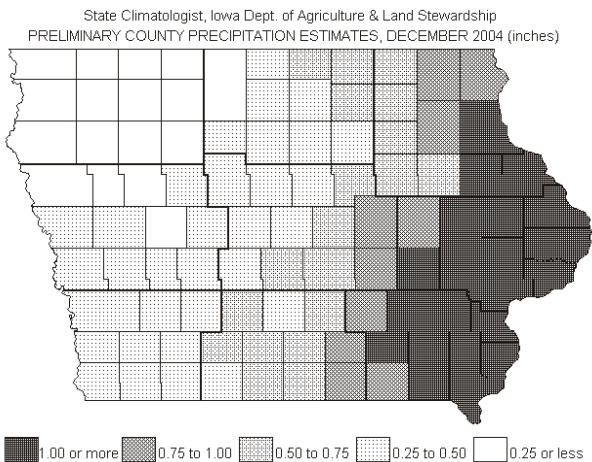 State Climatologist, Iowa Dept. of Agriculture & Land Stewardship
PRELIMINARY COUNTY PRECIPITATION ESTIMATES, DECEMBER 2004 (inches)
1.00 or more 0.75 to 1.00 0.50 to 0.75 0.25 to 0.50 0.25 or less